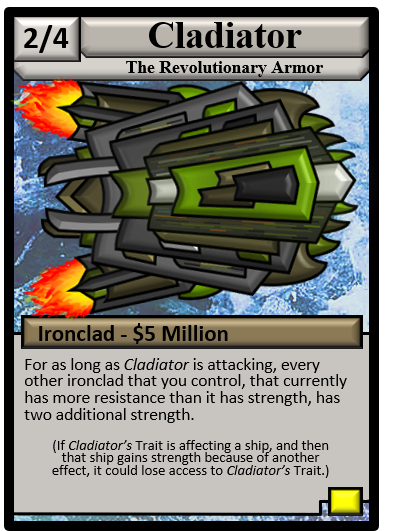 2/4
Cladiator
The Revolutionary Armor
Ironclad - $5 Million
For as long as Cladiator is attacking, every
other ironclad that you control, that currently
has more resistance than it has strength, has
two additional strength.
(If Cladiator's Trait is affecting a ship, and then
that ship gains strength because of another
effect, it could lose access to Cladiator's Trait.)